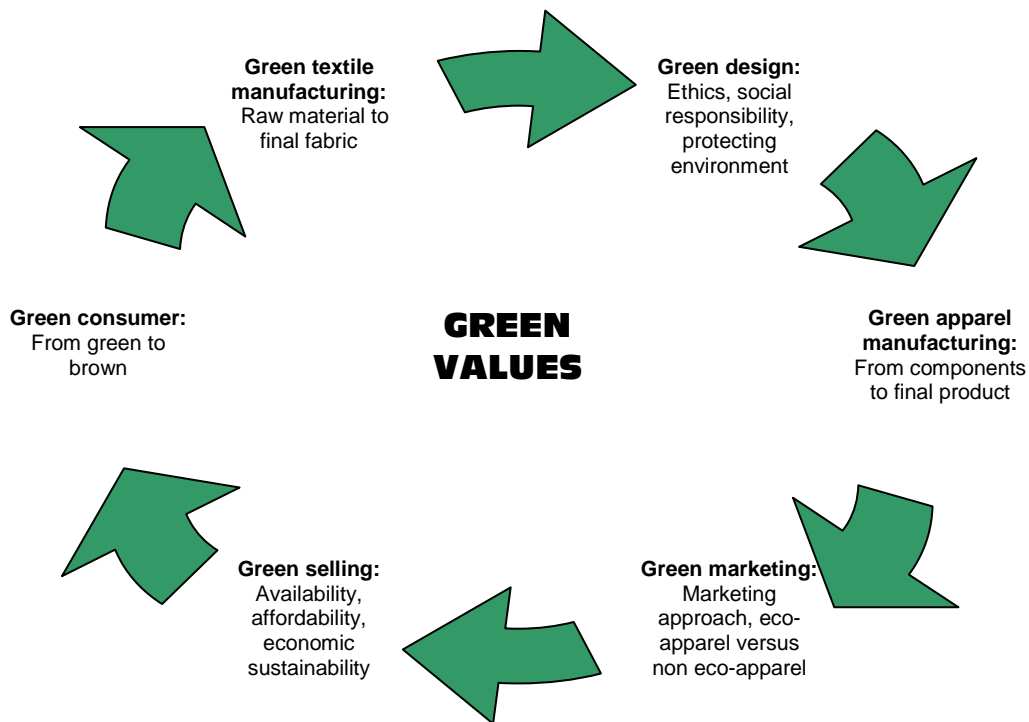 Green textile
manufacturing:
Raw material to
final fabric
Green design:
Ethics, social
responsibility,
protecting
environment
Green consumer:
From green to
brown
GREEN
VALUES
Green apparel
manufacturing:
From components
to final product
Green selling:
Availability,
affordability,
economic
sustainability
Green marketing:
Marketing
approach, eco-
apparel versus
non eco-apparel